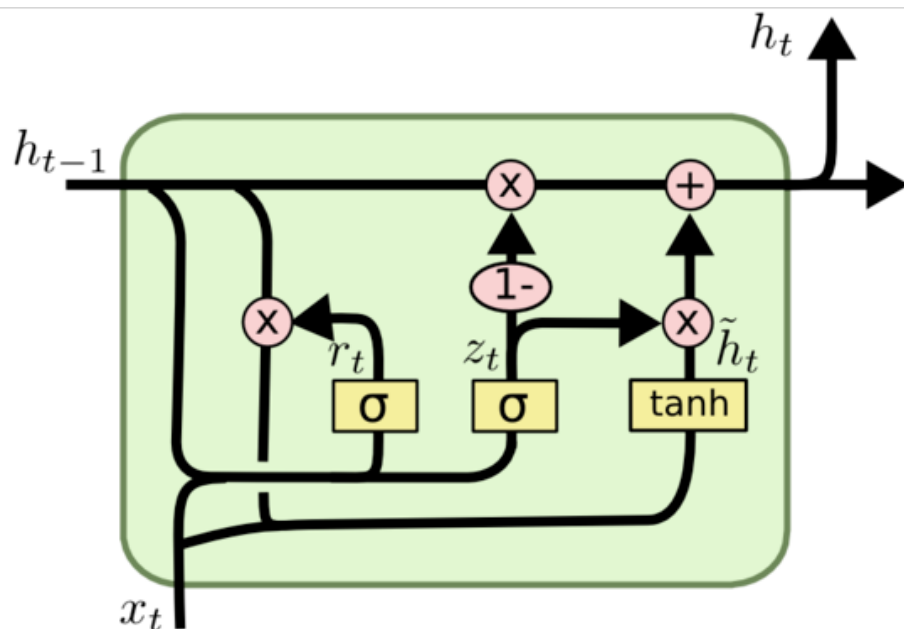 h_t
h_{t-1}
x
+
1-
x
r_t
z_t
x
h̃_t
σ
σ
tanh
x_t